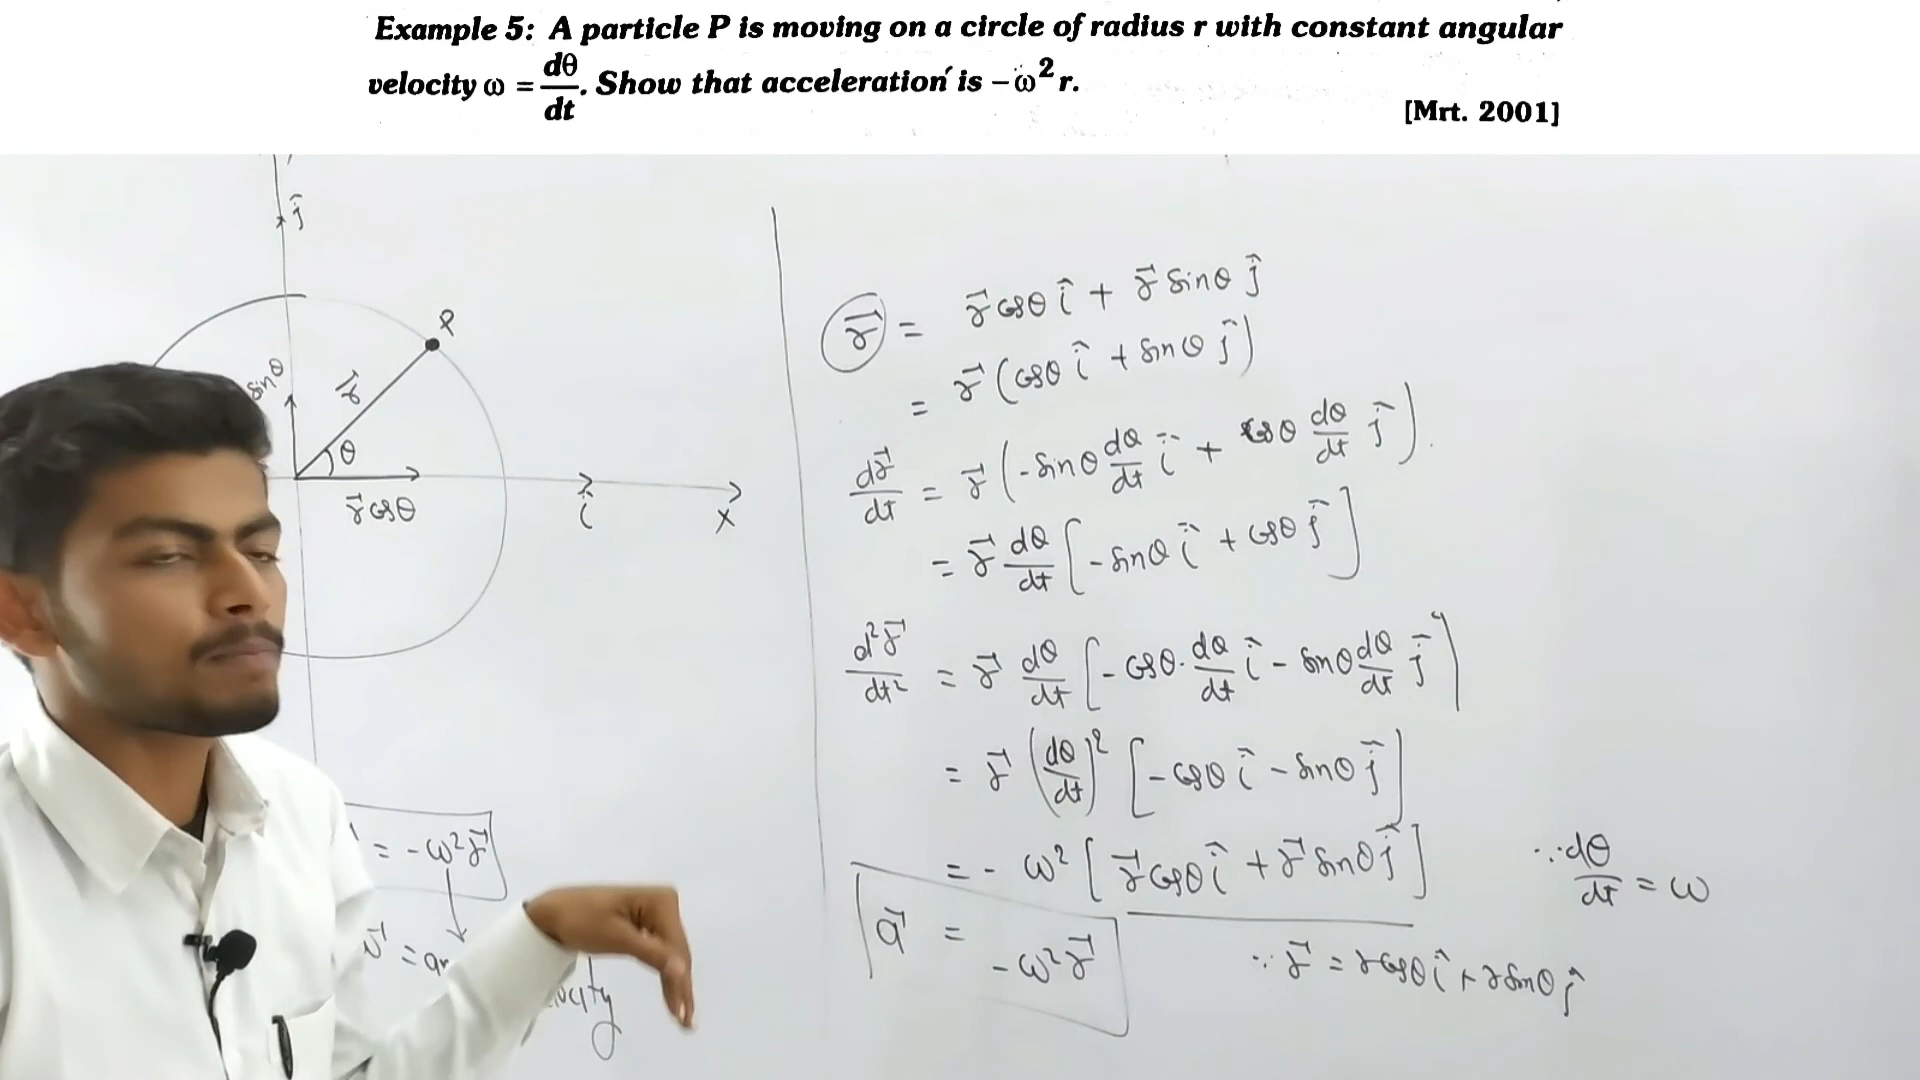 Example 5: A particle P is moving on a circle of radius r with constant angular
velocity ω = dθ/dt. Show that acceleration is −ω²r.
[Mrt. 2001]
ĵ
P
sinθ
r⃗
θ
r⃗ cosθ
î
X
= -ω²r⃗
r⃗ = r⃗ cosθ î + r⃗ sinθ ĵ
= r⃗ (cosθ î + sinθ ĵ)
dr⃗/dt = r⃗ (-sinθ dθ/dt î + cosθ dθ/dt ĵ).
= r⃗ dθ/dt [-sinθ î + cosθ ĵ]
d²r⃗/dt² = r⃗ dθ/dt [-cosθ. dθ/dt î - sinθ dθ/dt ĵ]
= r⃗ (dθ/dt)² [-cosθ î - sinθ ĵ]
= - ω² [r⃗ cosθ î + r⃗ sinθ ĵ]
∵ dθ/dt = ω
a⃗ = -ω²r⃗
∵ r⃗ = r cosθ î + r sinθ ĵ